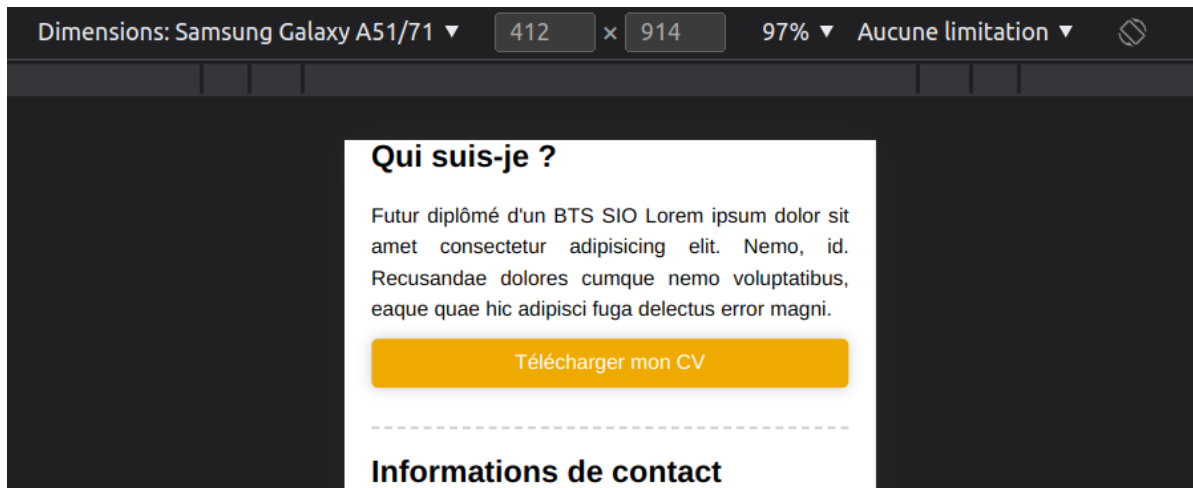 Dimensions: Samsung Galaxy A51/71 ▼ 412 × 914 97% ▼ Aucune limitation ▼
Qui suis-je ?
Futur diplômé d'un BTS SIO Lorem ipsum dolor sit
amet consectetur adipisicing elit. Nemo, id.
Recusandae dolores cumque nemo voluptatibus,
eaque quae hic adipisci fuga delectus error magni.
Télécharger mon CV
Informations de contact